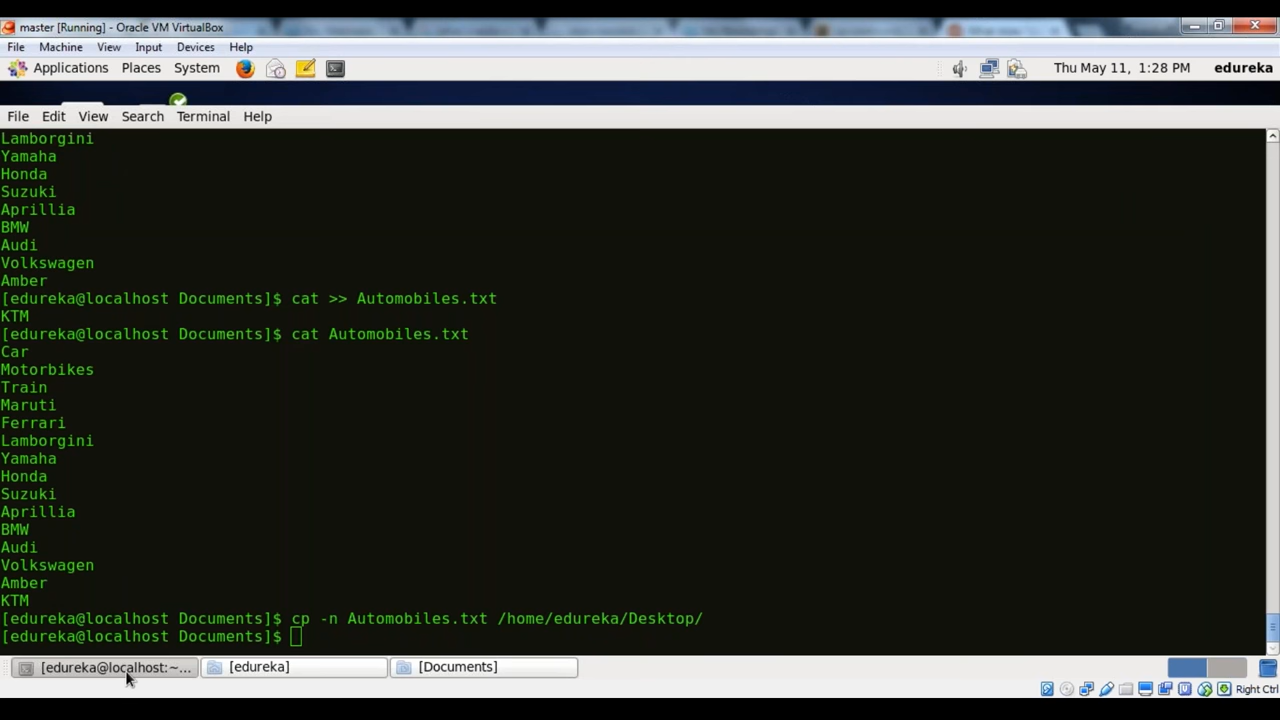 master [Running] - Oracle VM VirtualBox
File Machine View Input Devices Help
Applications Places System Thu May 11, 1:28 PM edureka
File Edit View Search Terminal Help
Lamborgini
Yamaha
Honda
Suzuki
Aprillia
BMW
Audi
Volkswagen
Amber
[edureka@localhost Documents]$ cat >> Automobiles.txt
KTM
[edureka@localhost Documents]$ cat Automobiles.txt
Car
Motorbikes
Train
Maruti
Ferrari
Lamborgini
Yamaha
Honda
Suzuki
Aprillia
BMW
Audi
Volkswagen
Amber
KTM
[edureka@localhost Documents]$ cp -n Automobiles.txt /home/edureka/Desktop/
[edureka@localhost Documents]$
[edureka@localhost:~... [edureka] [Documents]
Right Ctrl